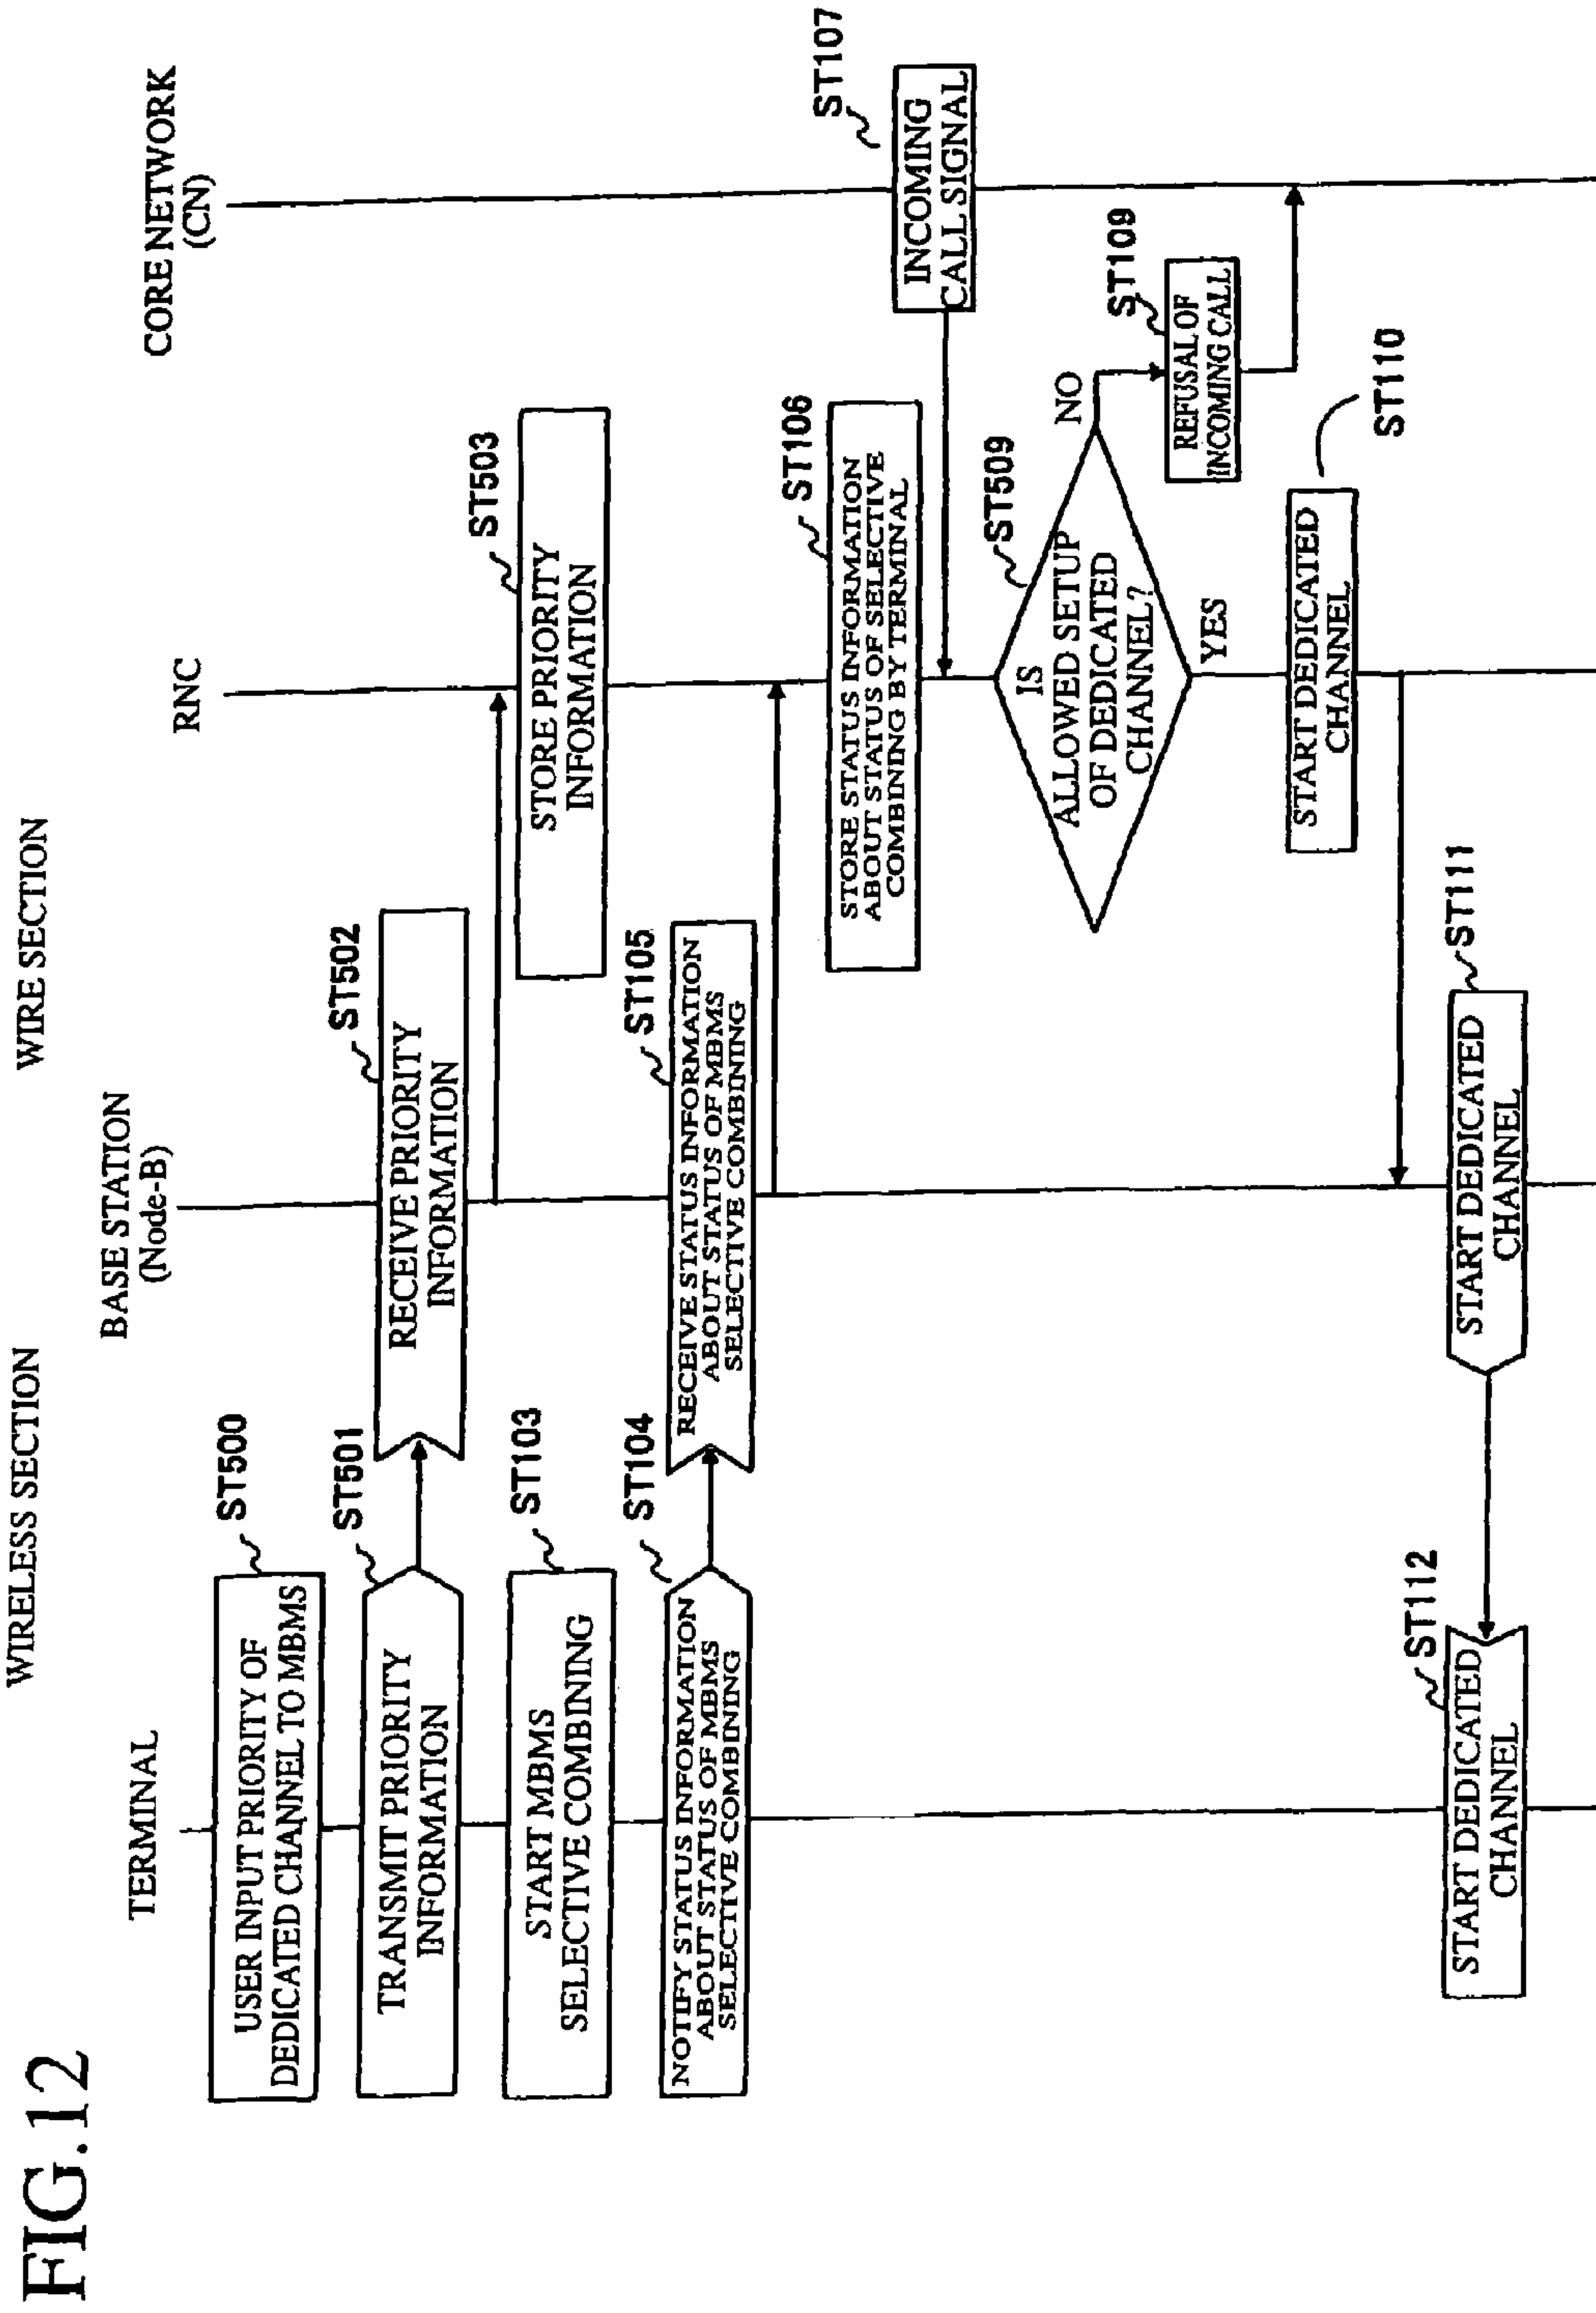 FIG.12
WIRELESS SECTION
WIRE SECTION
TERMINAL
BASE STATION
(Node-B)
RNC
CORE NETWORK
(CN)
ST500
USER INPUT PRIORITY OF
DEDICATED CHANNEL TO MBMS
ST501
TRANSMIT PRIORITY
INFORMATION
ST502
RECEIVE PRIORITY
INFORMATION
ST503
STORE PRIORITY
INFORMATION
ST103
START MBMS
SELECTIVE COMBINING
ST104
NOTIFY STATUS INFORMATION
ABOUT STATUS OF MBMS
SELECTIVE COMBINING
ST105
RECEIVE STATUS INFORMATION
ABOUT STATUS OF MBMS
SELECTIVE COMBINING
ST106
STORE STATUS INFORMATION
ABOUT STATUS OF SELECTIVE
COMBINING BY TERMINAL
ST107
INCOMING
CALL SIGNAL
ST509
IS
ALLOWED SETUP
OF DEDICATED
CHANNEL?
NO
YES
ST109
REFUSAL OF
INCOMING CALL
ST110
START DEDICATED
CHANNEL
ST111
START DEDICATED
CHANNEL
ST112
START DEDICATED
CHANNEL